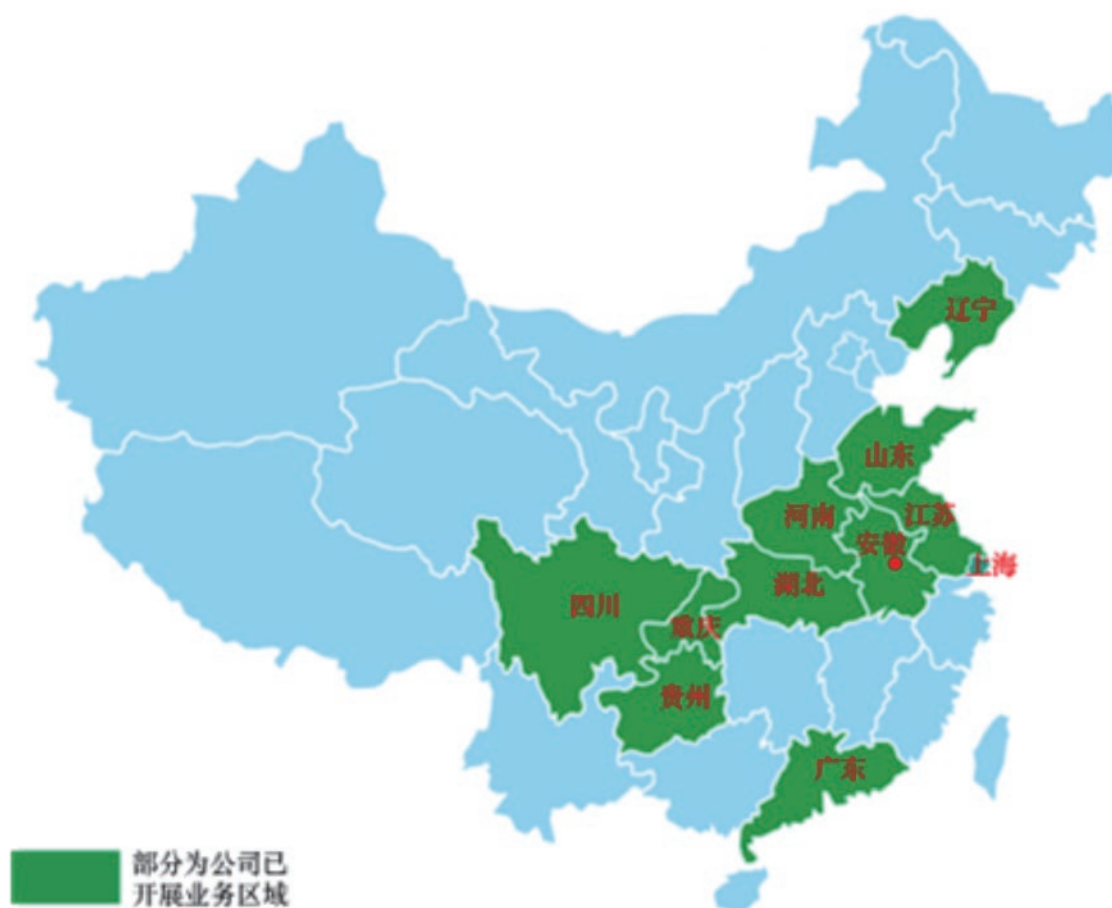 辽宁
山东
河南
江苏
安徽
上海
湖北
四川
重庆
贵州
广东
部分为公司已
开展业务区域